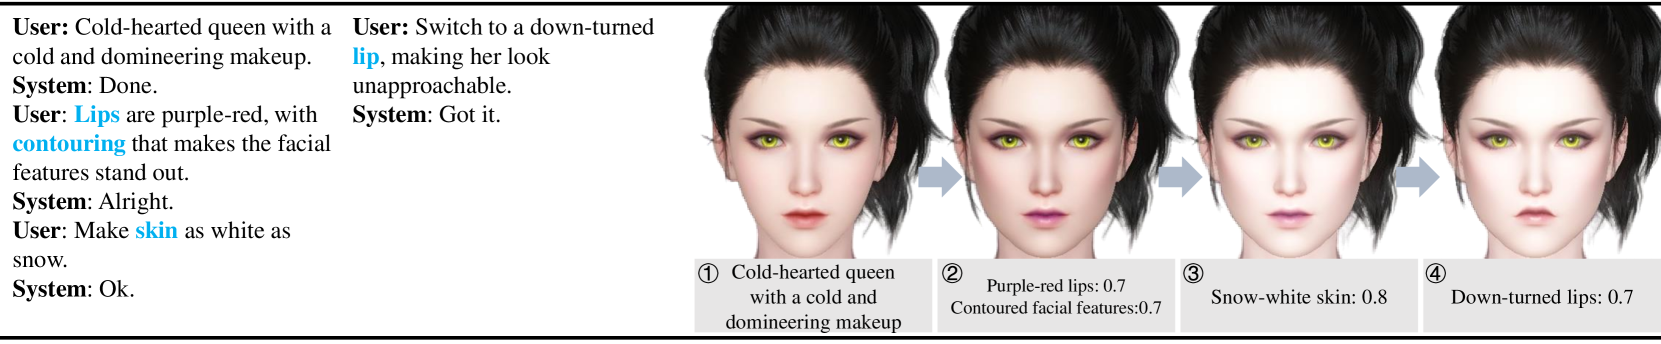 User: Cold-hearted queen with a
cold and domineering makeup.
System: Done.
User: Lips are purple-red, with
contouring that makes the facial
features stand out.
System: Alright.
User: Make skin as white as
snow.
System: Ok.
User: Switch to a down-turned
lip, making her look
unapproachable.
System: Got it.
① Cold-hearted queen
with a cold and
domineering makeup
② Purple-red lips: 0.7
Contoured facial features:0.7
③ Snow-white skin: 0.8
④ Down-turned lips: 0.7